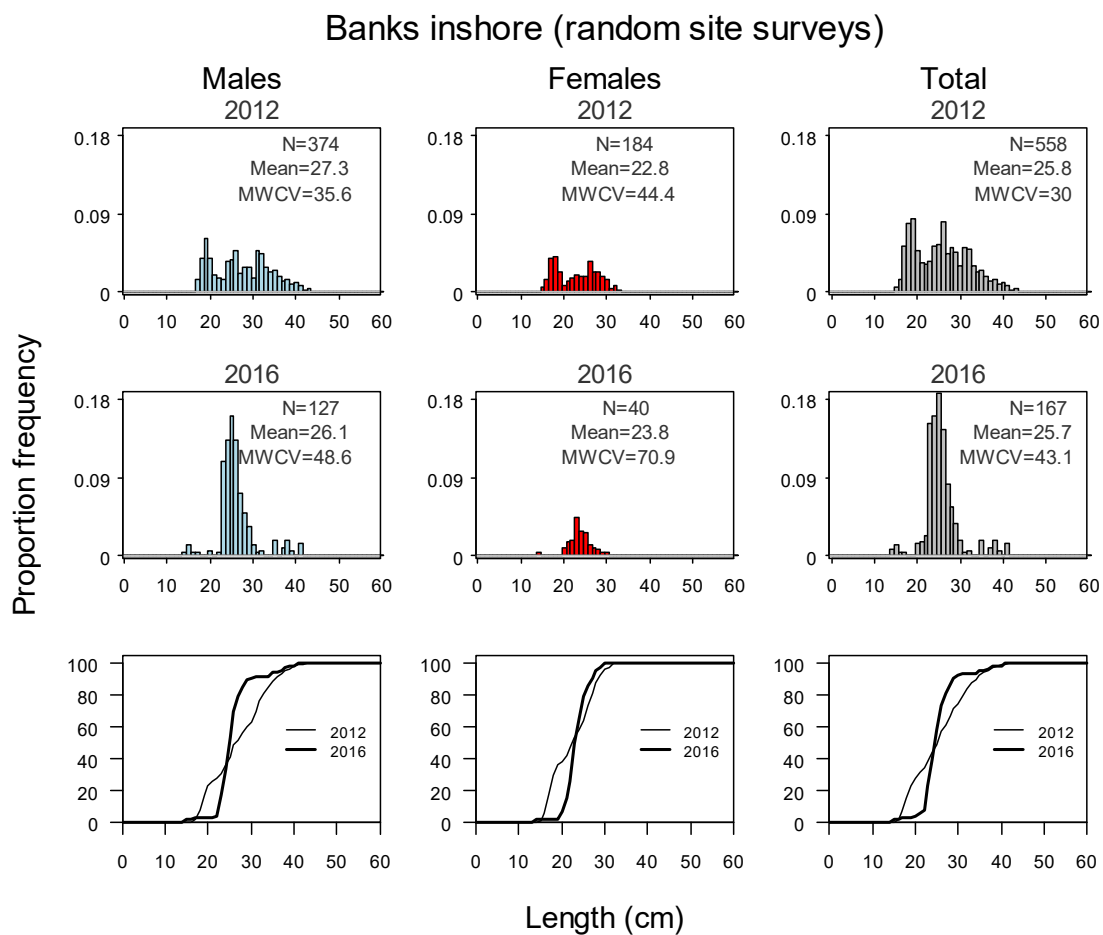 Banks inshore (random site surveys)
Males Females Total
2012 2012 2012
0.18 N=374 0.18 N=184 0.18 N=558
Mean=27.3 Mean=22.8 Mean=25.8
MWCV=35.6 MWCV=44.4 MWCV=30
0.09 0.09 0.09
0 0 0
0 10 20 30 40 50 60 0 10 20 30 40 50 60 0 10 20 30 40 50 60
Proportion frequency
2016 2016 2016
0.18 N=127 0.18 N=40 0.18 N=167
Mean=26.1 Mean=23.8 Mean=25.7
MWCV=48.6 MWCV=70.9 MWCV=43.1
0.09 0.09 0.09
0 0 0
0 10 20 30 40 50 60 0 10 20 30 40 50 60 0 10 20 30 40 50 60
100 100 100
80 80 80
60 60 60
2012 2012 2012
2016 2016 2016
40 40 40
20 20 20
0 0 0
0 10 20 30 40 50 60 0 10 20 30 40 50 60 0 10 20 30 40 50 60
Length (cm)